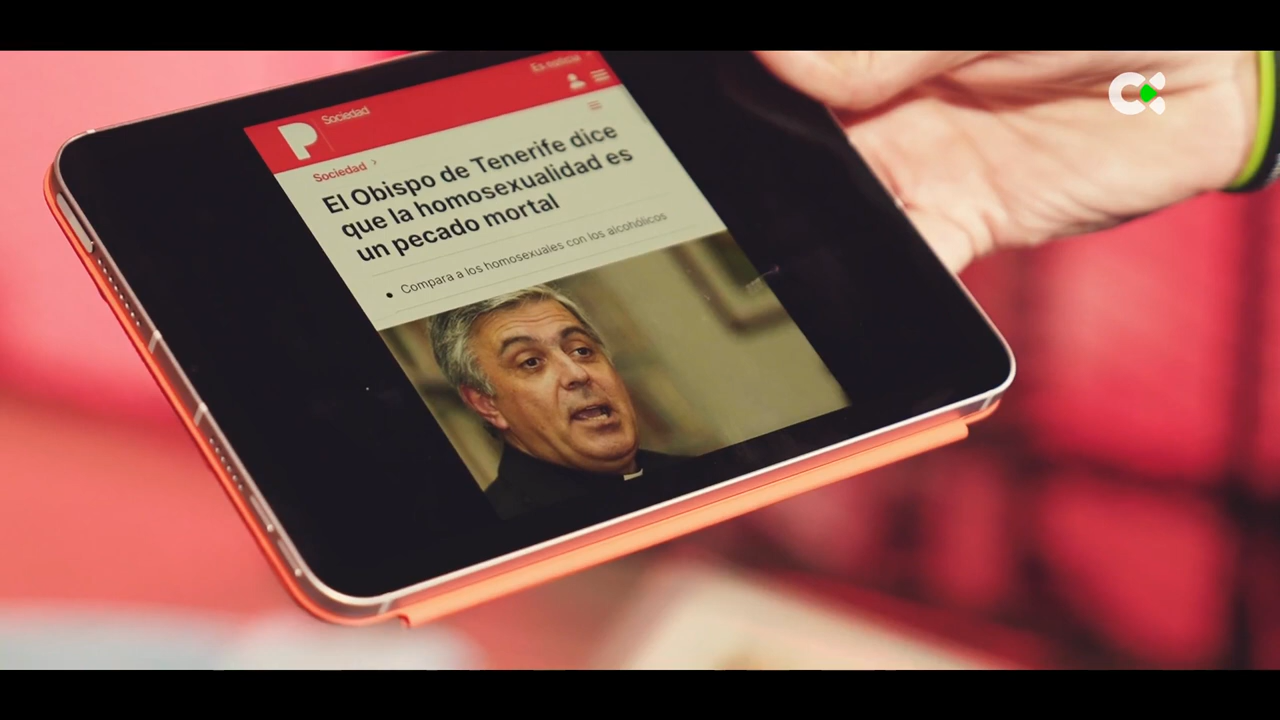 Es noticia
Sociedad
Sociedad
El Obispo de Tenerife dice
que la homosexualidad es
un pecado mortal
Compara a los homosexuales con los alcohólicos